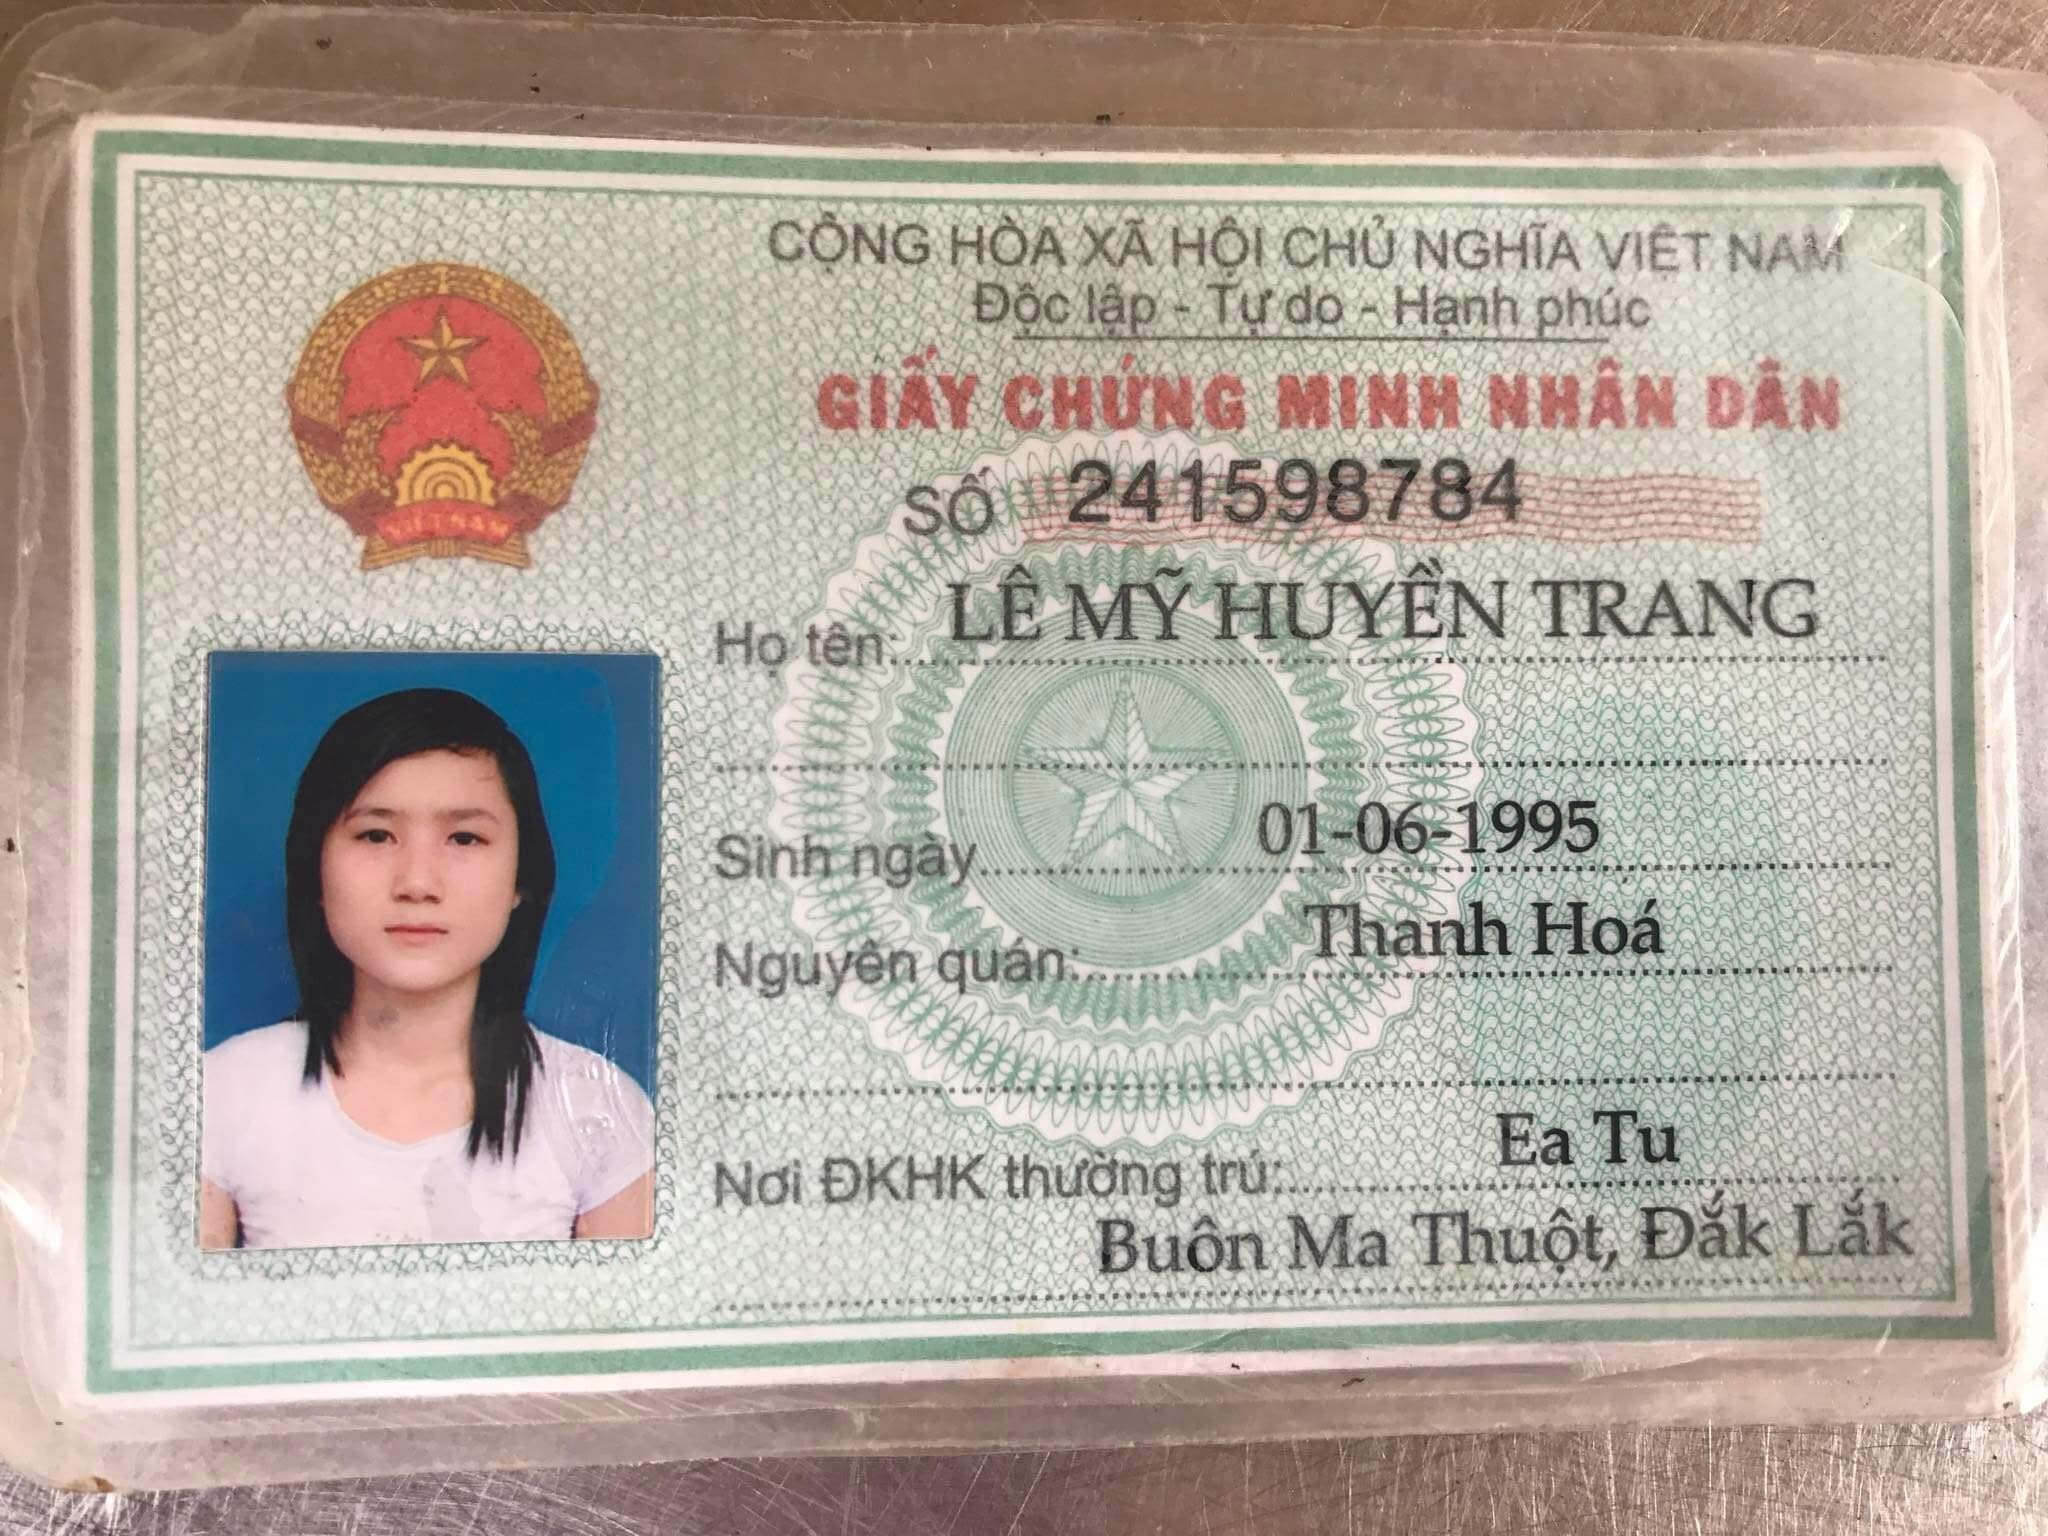 CỘNG HÒA XÃ HỘI CHỦ NGHĨA VIỆT NAM
Độc lập - Tự do - Hạnh phúc
GIẤY CHỨNG MINH NHÂN DÂN
SỐ 241598784
VIỆT NAM
Họ tên: LÊ MỸ HUYỀN TRANG
Sinh ngày 01-06-1995
Nguyên quán: Thanh Hoá
Nơi ĐKHK thường trú: Ea Tu
Buôn Ma Thuột, Đắk Lắk